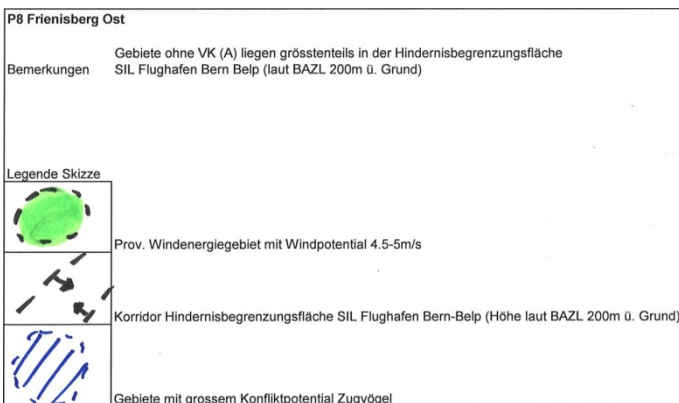 P8 Frienisberg Ost
Gebiete ohne VK (A) liegen grösstenteils in der Hindernisbegrenzungsfläche
Bemerkungen SIL Flughafen Bern Belp (laut BAZL 200m ü. Grund)
Legende Skizze
Prov. Windenergiegebiet mit Windpotential 4.5-5m/s
Korridor Hindernisbegrenzungsfläche SIL Flughafen Bern-Belp (Höhe laut BAZL 200m ü. Grund)
Gebiete mit grossem Konfliktpotential Zugvögel